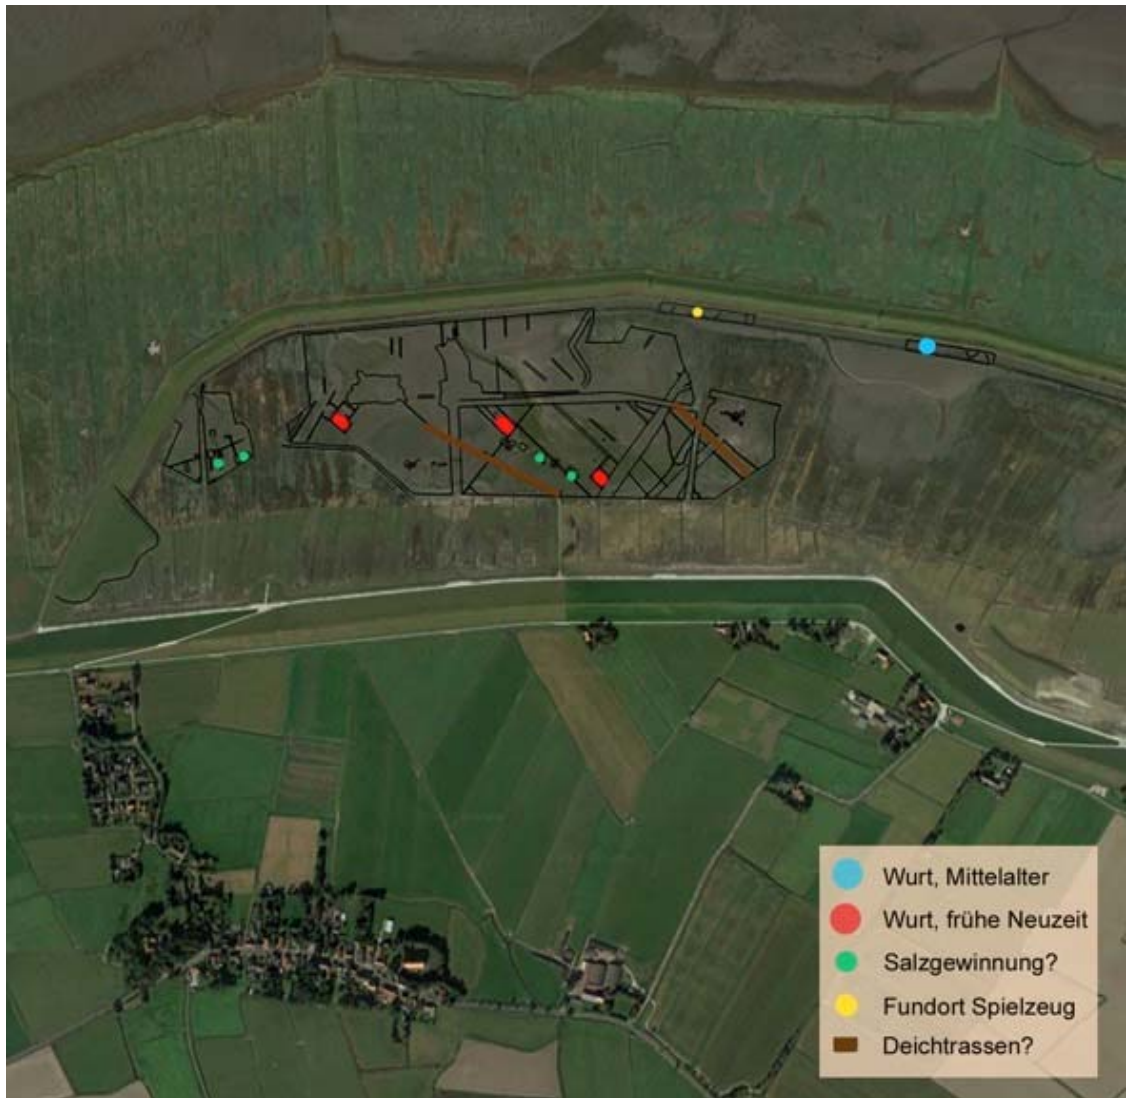 Wurt, Mittelalter
Wurt, frühe Neuzeit
Salzgewinnung?
Fundort Spielzeug
Deichtrassen?